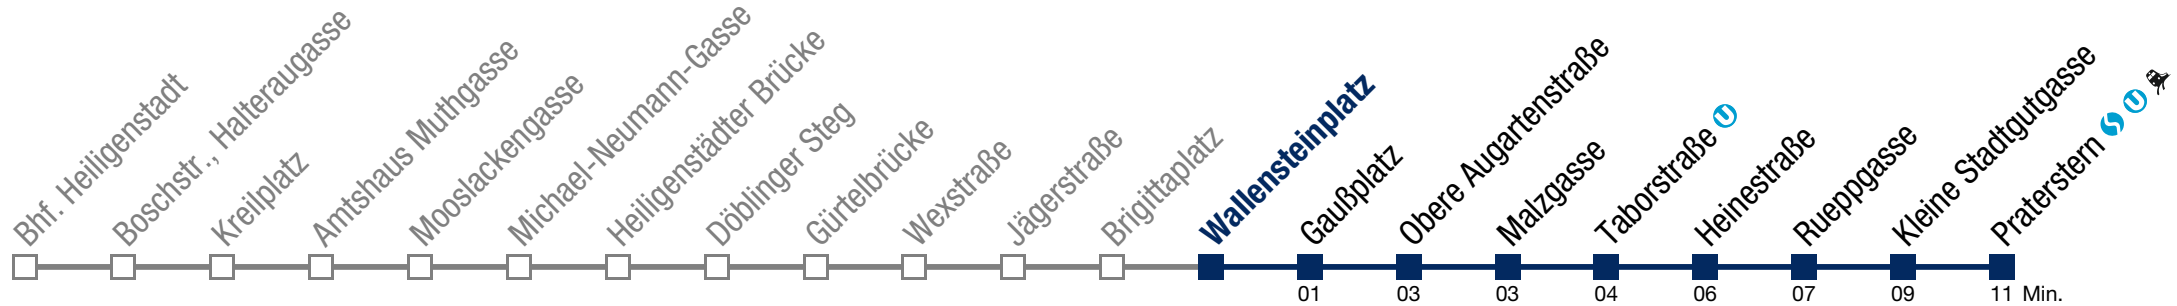 Bhf. Heiligenstadt
Boschstr., Halteraugasse
Kreilplatz
Amtshaus Muthgasse
Mooslackengasse
Michael-Neumann-Gasse
Heiligenstädter Brücke
Döblinger Steg
Gürtelbrücke
Wexstraße
Jägerstraße
Brigittaplatz
Wallensteinplatz
Gaußplatz
Obere Augartenstraße
Malzgasse
Taborstraße U
Heinestraße
Rueppgasse
Kleine Stadtgutgasse
Praterstern S U
01 03 03 04 06 07 09 11 Min.